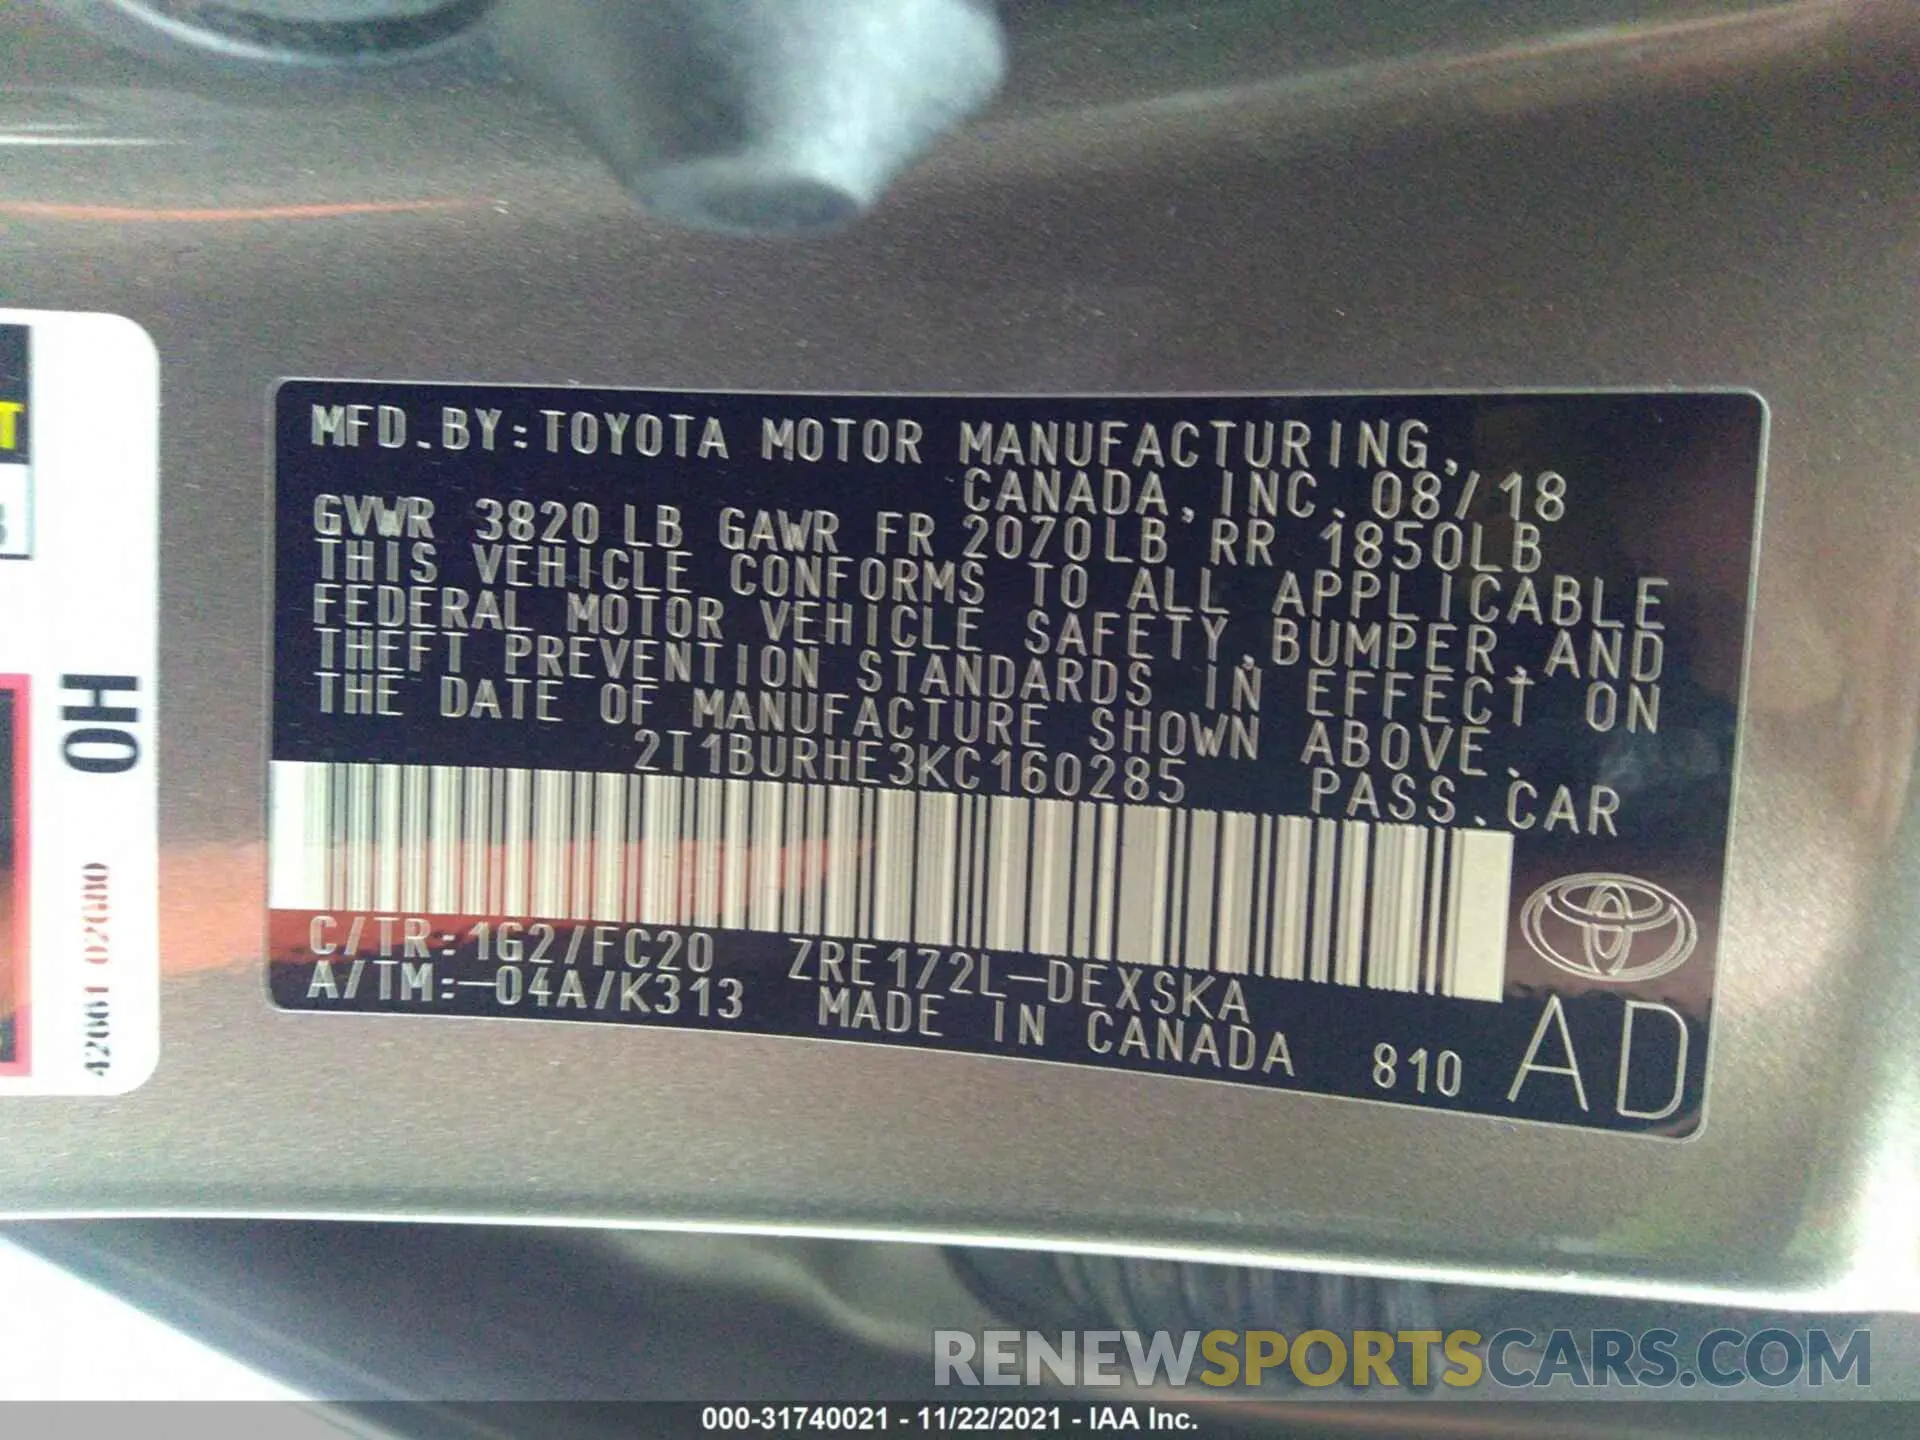 MFD.BY:TOYOTA MOTOR MANUFACTURING,
CANADA,INC.08/18
GVWR 3820 LB GAWR FR 2070LB RR 1850LB
THIS VEHICLE CONFORMS TO ALL APPLICABLE
FEDERAL MOTOR VEHICLE SAFETY,BUMPER,AND
THEFT PREVENTION STANDARDS IN EFFECT ON
THE DATE OF MANUFACTURE SHOWN ABOVE.
2T1BURHE3KC160285 PASS.CAR
C/TR:1G2/FC20 ZRE172L-DEXSKA
A/TM:-04A/K313 MADE IN CANADA 810 AD
0H
42661 02G80
RENEWSPORTSCARS.COM
000-31740021 - 11/22/2021 - IAA Inc.